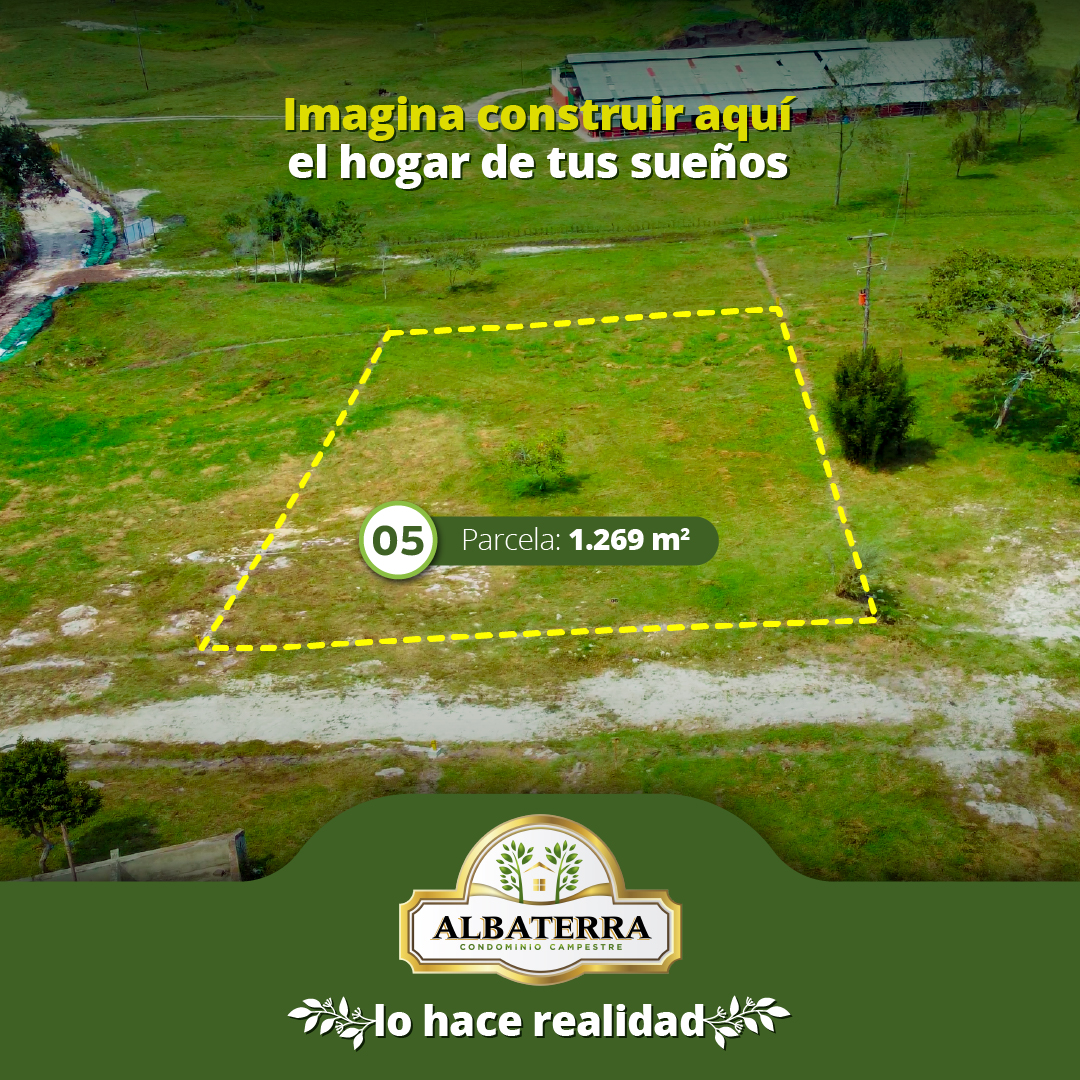 Imagina construir aquí
el hogar de tus sueños
05 Parcela: 1.269 m²
ALBATERRA
CONDOMINIO CAMPESTRE
lo hace realidad